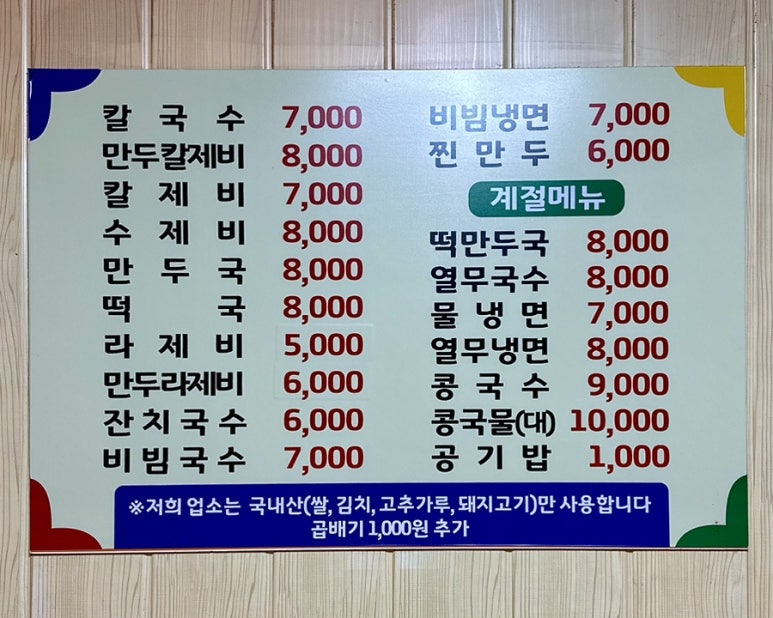 칼국수 7,000
만두칼제비 8,000
칼제비 7,000
수제비 8,000
만두국 8,000
떡국 8,000
라제비 5,000
만두라제비 6,000
잔치국수 6,000
비빔국수 7,000
비빔냉면 7,000
찐만두 6,000
계절메뉴
떡만두국 8,000
열무국수 8,000
물냉면 7,000
열무냉면 8,000
콩국수 9,000
콩국물(대) 10,000
공기밥 1,000
※저희 업소는 국내산(쌀, 김치, 고추가루, 돼지고기)만 사용합니다
곱배기 1,000원 추가